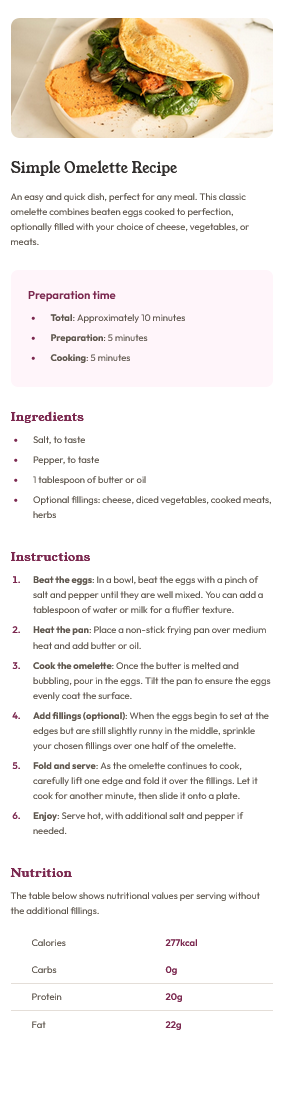 Simple Omelette Recipe
An easy and quick dish, perfect for any meal. This classic
omelette combines beaten eggs cooked to perfection,
optionally filled with your choice of cheese, vegetables, or
meats.
Preparation time
• Total: Approximately 10 minutes
• Preparation: 5 minutes
• Cooking: 5 minutes
Ingredients
• Salt, to taste
• Pepper, to taste
• 1 tablespoon of butter or oil
• Optional fillings: cheese, diced vegetables, cooked meats,
herbs
Instructions
1. Beat the eggs: In a bowl, beat the eggs with a pinch of
salt and pepper until they are well mixed. You can add a
tablespoon of water or milk for a fluffier texture.
2. Heat the pan: Place a non-stick frying pan over medium
heat and add butter or oil.
3. Cook the omelette: Once the butter is melted and
bubbling, pour in the eggs. Tilt the pan to ensure the eggs
evenly coat the surface.
4. Add fillings (optional): When the eggs begin to set at the
edges but are still slightly runny in the middle, sprinkle
your chosen fillings over one half of the omelette.
5. Fold and serve: As the omelette continues to cook,
carefully lift one edge and fold it over the fillings. Let it
cook for another minute, then slide it onto a plate.
6. Enjoy: Serve hot, with additional salt and pepper if
needed.
Nutrition
The table below shows nutritional values per serving without
the additional fillings.
Calories 277kcal
Carbs 0g
Protein 20g
Fat 22g